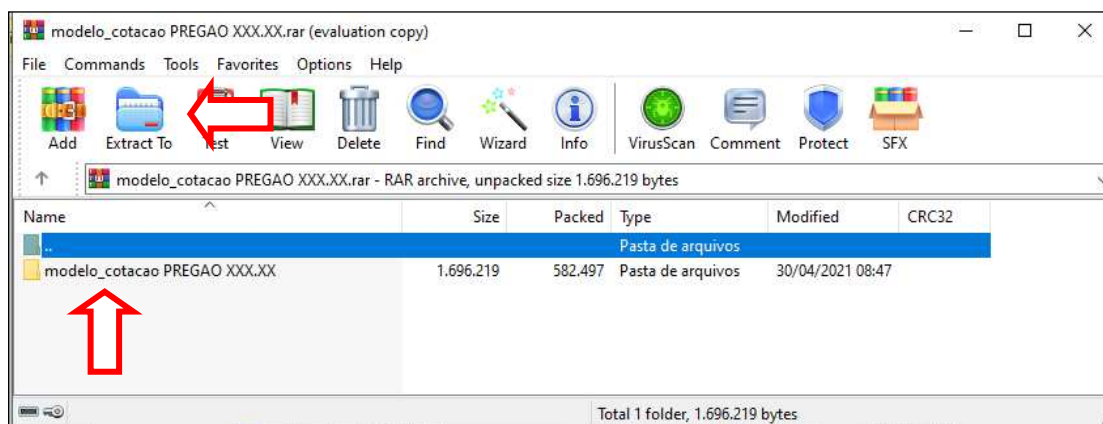 modelo_cotacao PREGAO XXX.XX.rar (evaluation copy)
File Commands Tools Favorites Options Help
Add Extract To Test View Delete Find Wizard Info VirusScan Comment Protect SFX
modelo_cotacao PREGAO XXX.XX.rar - RAR archive, unpacked size 1.696.219 bytes
Name Size Packed Type Modified CRC32
.. Pasta de arquivos
modelo_cotacao PREGAO XXX.XX 1.696.219 582.497 Pasta de arquivos 30/04/2021 08:47
Total 1 folder, 1.696.219 bytes